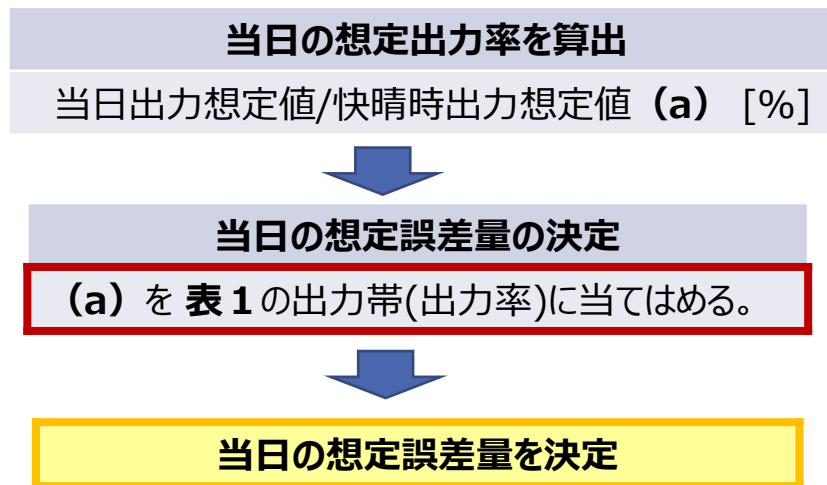 当日の想定出力率を算出
当日出力想定値/快晴時出力想定値（a） [%]
当日の想定誤差量の決定
（a）を 表１の出力帯(出力率)に当てはめる。
当日の想定誤差量を決定